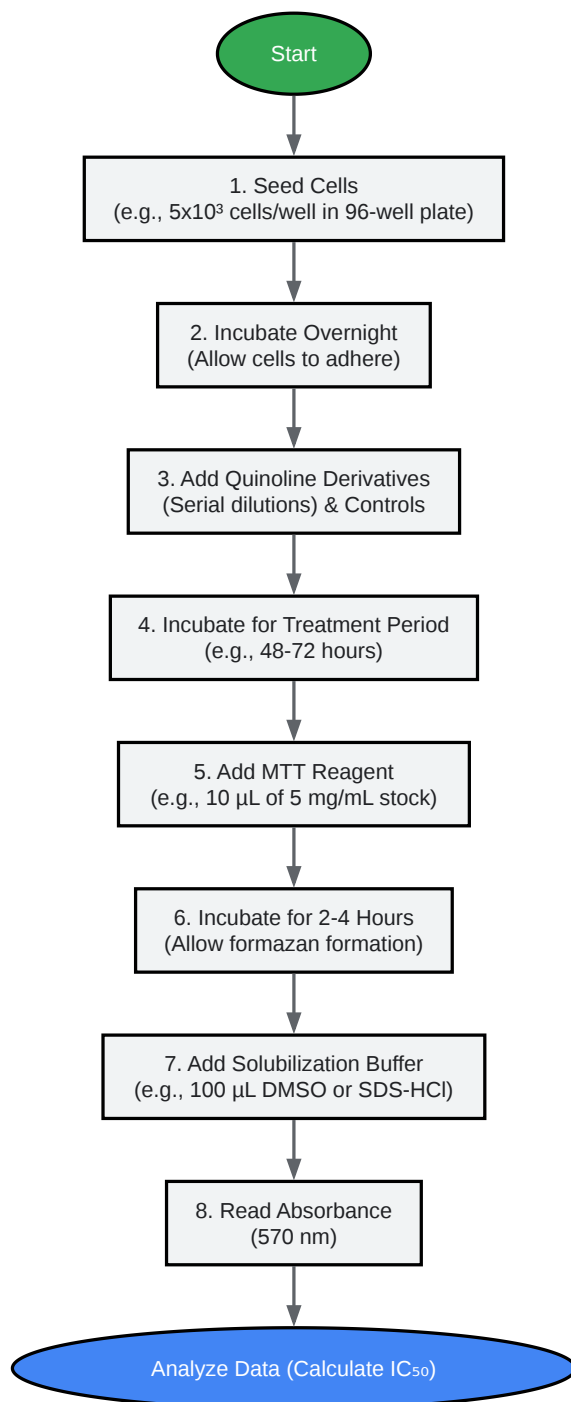 Start
1. Seed Cells
(e.g., 5x10³ cells/well in 96-well plate)
2. Incubate Overnight
(Allow cells to adhere)
3. Add Quinoline Derivatives
(Serial dilutions) & Controls
4. Incubate for Treatment Period
(e.g., 48-72 hours)
5. Add MTT Reagent
(e.g., 10 µL of 5 mg/mL stock)
6. Incubate for 2-4 Hours
(Allow formazan formation)
7. Add Solubilization Buffer
(e.g., 100 µL DMSO or SDS-HCl)
8. Read Absorbance
(570 nm)
Analyze Data (Calculate IC₅₀)